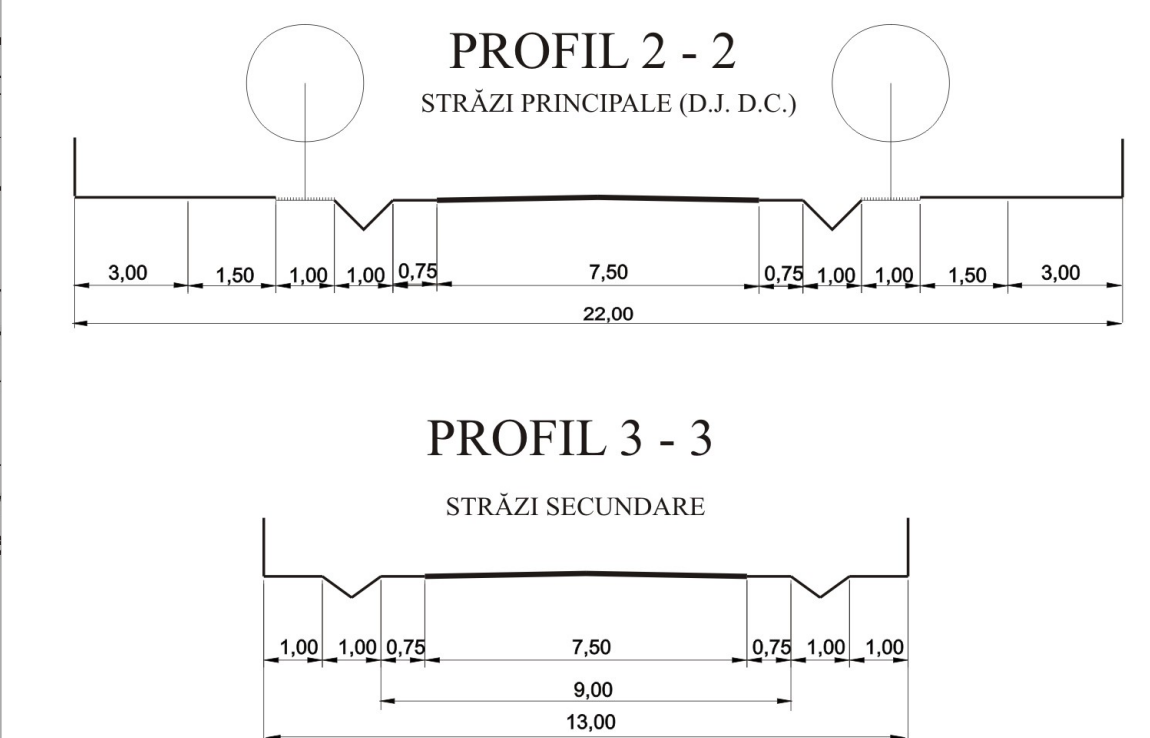 PROFIL 2 - 2
STRĂZI PRINCIPALE (D.J. D.C.)
3,00 1,50 1,00 1,00 0,75 7,50 0,75 1,00 1,00 1,50 3,00
22,00
PROFIL 3 - 3
STRĂZI SECUNDARE
1,00 1,00 0,75 7,50 0,75 1,00 1,00
9,00
13,00